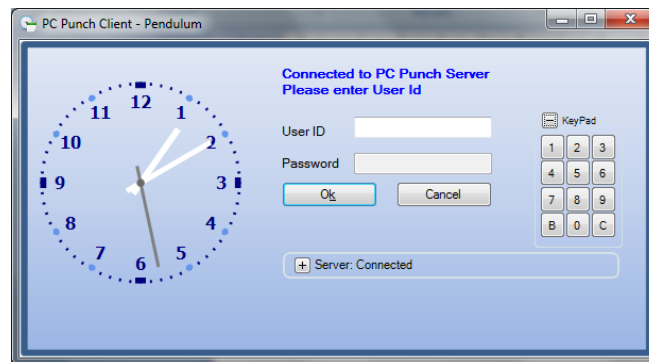 PC Punch Client - Pendulum
Connected to PC Punch Server
Please enter User Id
12
11
1
10
2
9
3
8
4
7
5
6
User ID
Password
Ok
Cancel
KeyPad
1 2 3
4 5 6
7 8 9
B 0 C
Server: Connected